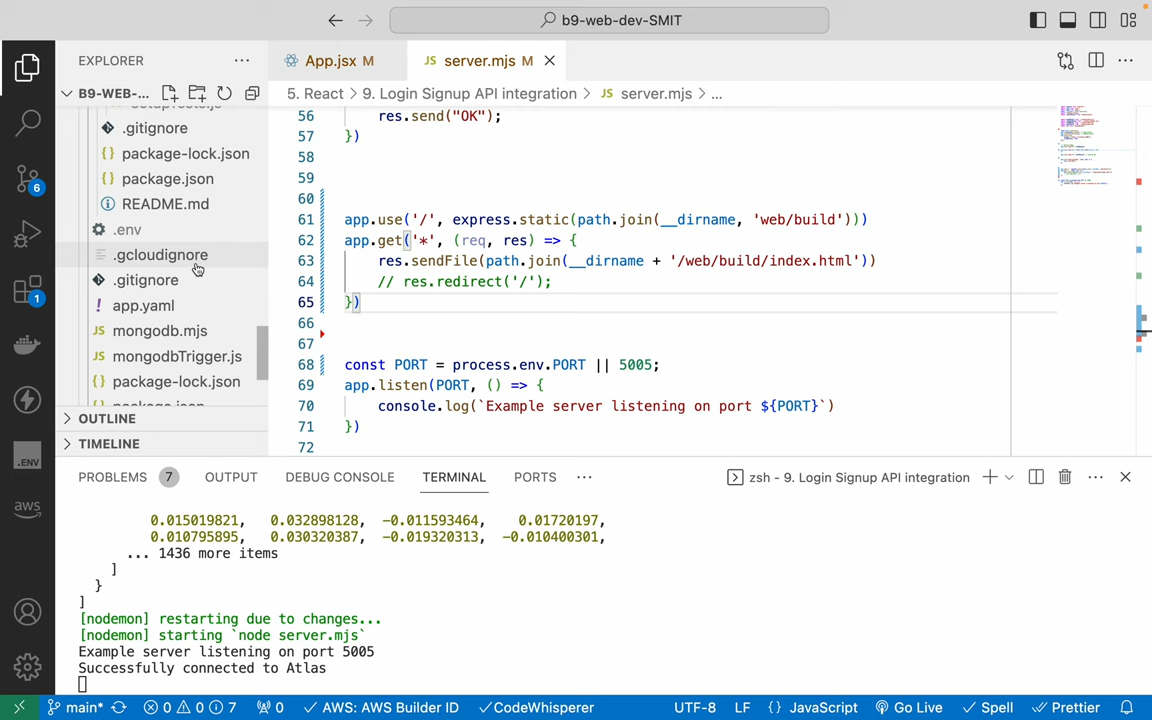 b9-web-dev-SMIT
EXPLORER
App.jsx M
JS server.mjs M
B9-WEB-...
5. React > 9. Login Signup API integration > JS server.mjs > ...
.gitignore
{} package-lock.json
{} package.json
README.md
.env
.gcloudignore
.gitignore
! app.yaml
JS mongodb.mjs
JS mongodbTrigger.js
{} package-lock.json
OUTLINE
TIMELINE
6
1
.ENV
aws
56 res.send("OK");
57 })
58
59
60
61 app.use('/', express.static(path.join(__dirname, 'web/build')))
62 app.get('*', (req, res) => {
63 res.sendFile(path.join(__dirname + '/web/build/index.html'))
64 // res.redirect('/');
65 })
66
67
68 const PORT = process.env.PORT || 5005;
69 app.listen(PORT, () => {
70 console.log(`Example server listening on port ${PORT}`)
71 })
72
PROBLEMS 7 OUTPUT DEBUG CONSOLE TERMINAL PORTS ... zsh - 9. Login Signup API integration
0.015019821, 0.032898128, -0.011593464, 0.01720197,
0.010795895, 0.030320387, -0.019320313, -0.010400301,
... 1436 more items
]
}
]
[nodemon] restarting due to changes...
[nodemon] starting `node server.mjs`
Example server listening on port 5005
Successfully connected to Atlas
main* 0 0 7 0 AWS: AWS Builder ID CodeWhisperer UTF-8 LF {} JavaScript Go Live Spell Prettier